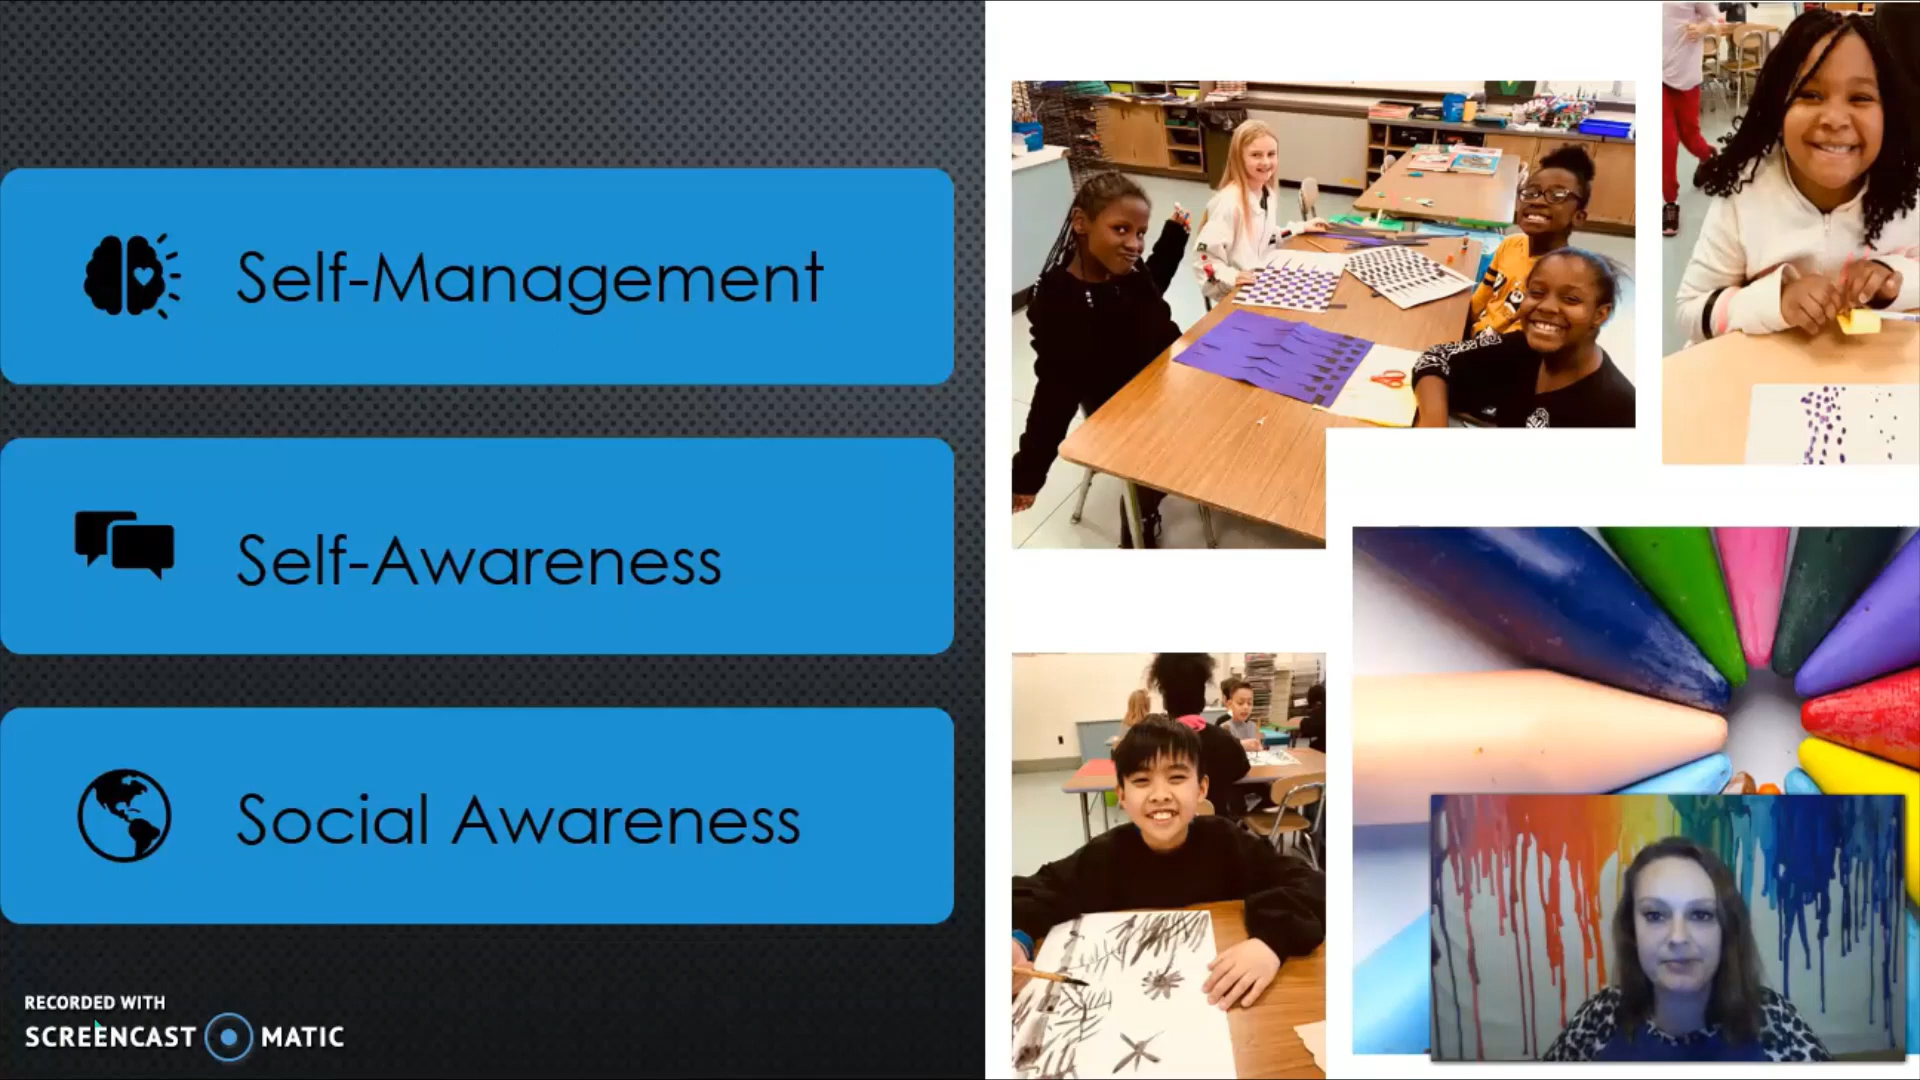 Self-Management
Self-Awareness
Social Awareness
RECORDED WITH
SCREENCAST MATIC